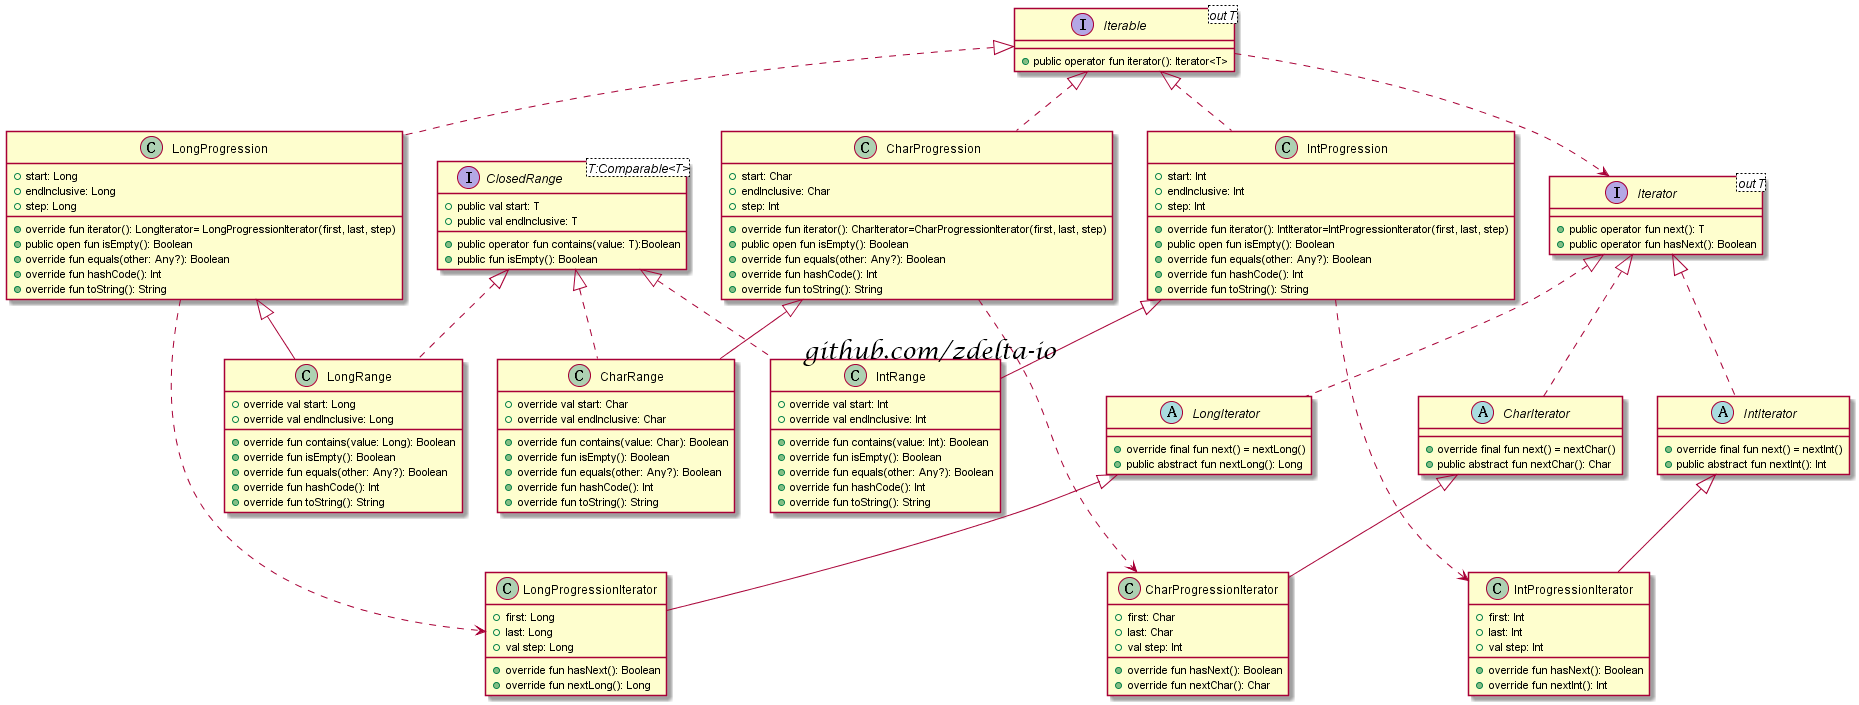 I Iterable
out T
public operator fun iterator(): Iterator<T>
C LongProgression
start: Long
endInclusive: Long
step: Long
override fun iterator(): LongIterator= LongProgressionIterator(first, last, step)
public open fun isEmpty(): Boolean
override fun equals(other: Any?): Boolean
override fun hashCode(): Int
override fun toString(): String
I ClosedRange
T:Comparable<T>
public val start: T
public val endInclusive: T
public operator fun contains(value: T):Boolean
public fun isEmpty(): Boolean
C CharProgression
start: Char
endInclusive: Char
step: Int
override fun iterator(): CharIterator=CharProgressionIterator(first, last, step)
public open fun isEmpty(): Boolean
override fun equals(other: Any?): Boolean
override fun hashCode(): Int
override fun toString(): String
C IntProgression
start: Int
endInclusive: Int
step: Int
override fun iterator(): IntIterator=IntProgressionIterator(first, last, step)
public open fun isEmpty(): Boolean
override fun equals(other: Any?): Boolean
override fun hashCode(): Int
override fun toString(): String
I Iterator
out T
public operator fun next(): T
public operator fun hasNext(): Boolean
github.com/zdelta-io
C LongRange
override val start: Long
override val endInclusive: Long
override fun contains(value: Long): Boolean
override fun isEmpty(): Boolean
override fun equals(other: Any?): Boolean
override fun hashCode(): Int
override fun toString(): String
C CharRange
override val start: Char
override val endInclusive: Char
override fun contains(value: Char): Boolean
override fun isEmpty(): Boolean
override fun equals(other: Any?): Boolean
override fun hashCode(): Int
override fun toString(): String
C IntRange
override val start: Int
override val endInclusive: Int
override fun contains(value: Int): Boolean
override fun isEmpty(): Boolean
override fun equals(other: Any?): Boolean
override fun hashCode(): Int
override fun toString(): String
A LongIterator
override final fun next() = nextLong()
public abstract fun nextLong(): Long
A CharIterator
override final fun next() = nextChar()
public abstract fun nextChar(): Char
A IntIterator
override final fun next() = nextInt()
public abstract fun nextInt(): Int
C LongProgressionIterator
first: Long
last: Long
val step: Long
override fun hasNext(): Boolean
override fun nextLong(): Long
C CharProgressionIterator
first: Char
last: Char
val step: Int
override fun hasNext(): Boolean
override fun nextChar(): Char
C IntProgressionIterator
first: Int
last: Int
val step: Int
override fun hasNext(): Boolean
override fun nextInt(): Int